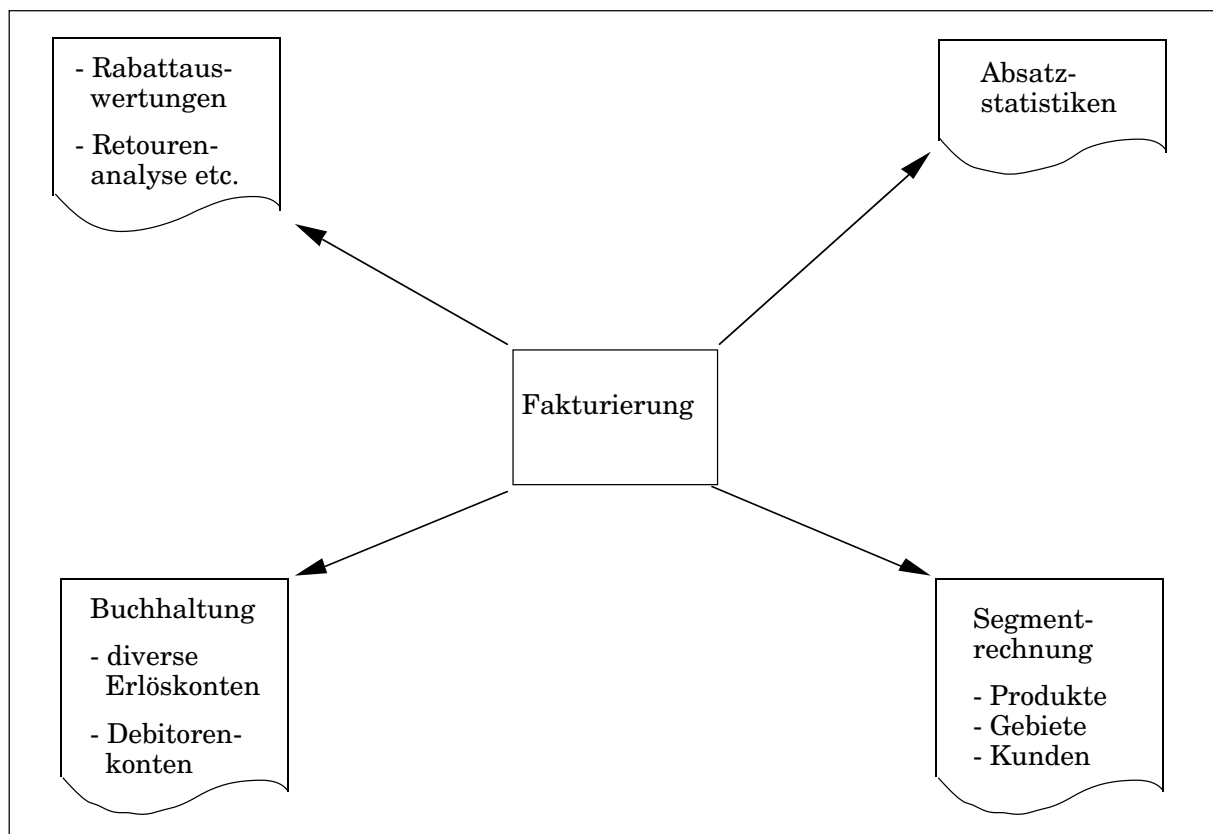 - Rabattaus-
wertungen
- Retouren-
analyse etc.
Absatz-
statistiken
Fakturierung
Buchhaltung
- diverse
Erlöskonten
- Debitoren-
konten
Segment-
rechnung
- Produkte
- Gebiete
- Kunden